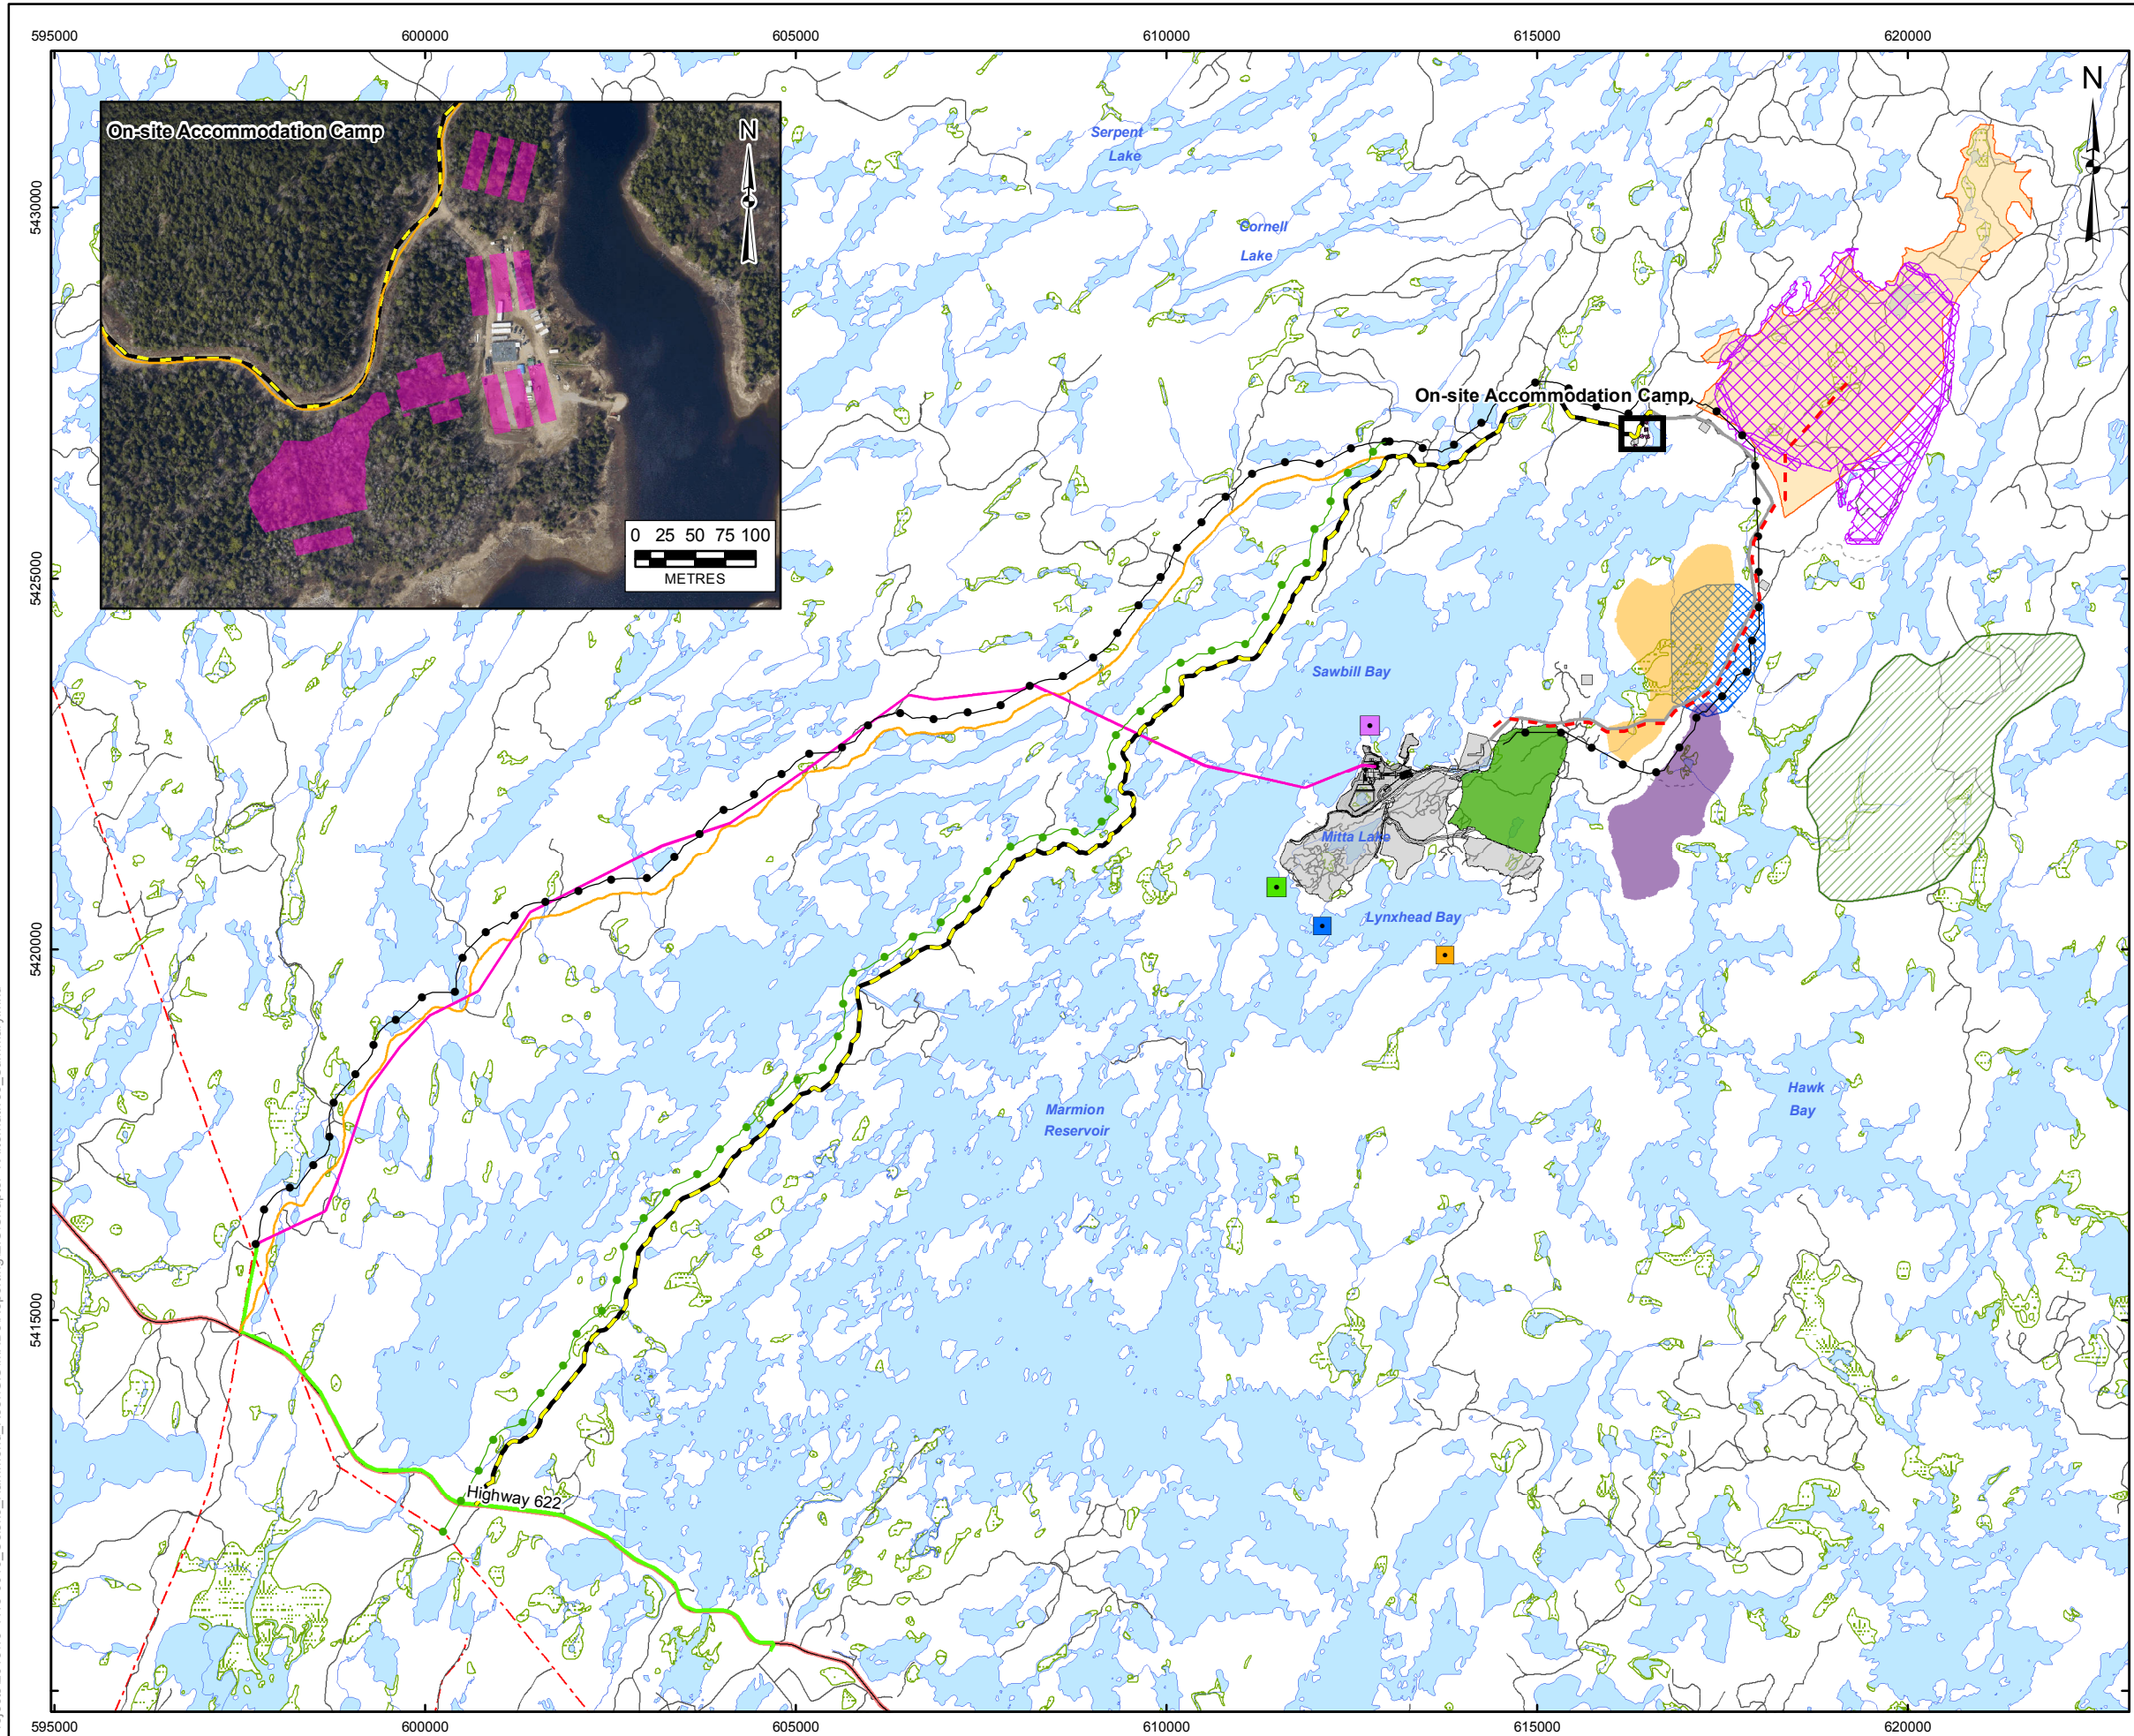 595000 600000 605000 610000 615000 620000
N
On-site Accommodation Camp
N
Serpent
Lake
5430000
Cornell
Lake
On-site Accommodation Camp
0 25 50 75 100
METRES
5425000
Sawbill Bay
Mitta Lake
Lynxhead Bay
5420000
Hawk
Bay
Marmion
Reservoir
5415000
Highway 622
595000 600000 605000 610000 615000 620000